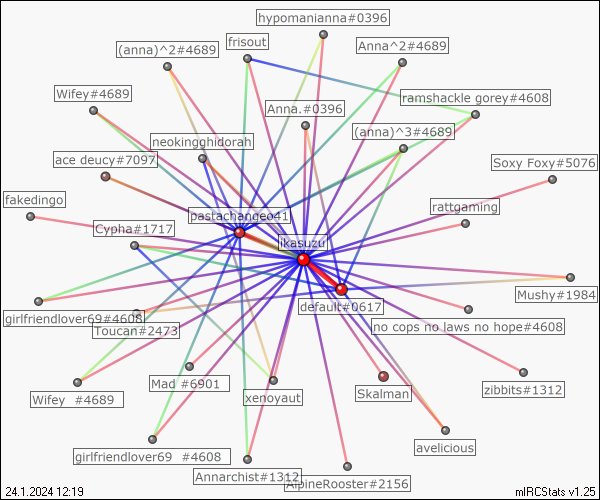 hypomanianna#0396
(anna)^2#4689
frisout
Anna^2#4689
Wifey#4689
ramshackle gorey#4608
Anna.#0396
(anna)^3#4689
neokingghidorah
ace deucy#7097
Soxy Foxy#5076
fakedingo
rattgaming
pastachangeo41
Cypha#1717
ikasuzu
Mushy#1984
default#0617
girlfriendlover69#4608
Toucan#2473
no cops no laws no hope#4608
Mad #6901
Skalman
zibbits#1312
Wifey #4689
xenoyaut
avelicious
girlfriendlover69 #4608
Annarchist#1312
AlpineRooster#2156
24.1.2024 12:19
mIRCStats v1.25